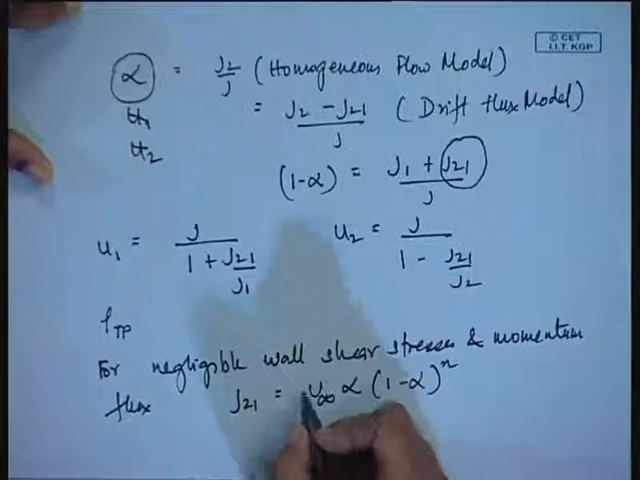 © CET
I.I.T. KGP
α = J2/J (Homogeneous Flow Model)
= J2 - J21 / J (Drift flux Model)
u1
u2
(1-α) = J1 + J21 / J
u1 = J / 1 + J21/J1 u2 = J / 1 - J21/J2
ρTP
For negligible wall shear stresses & momentum
flux J21 = u∞ α (1-α)^n